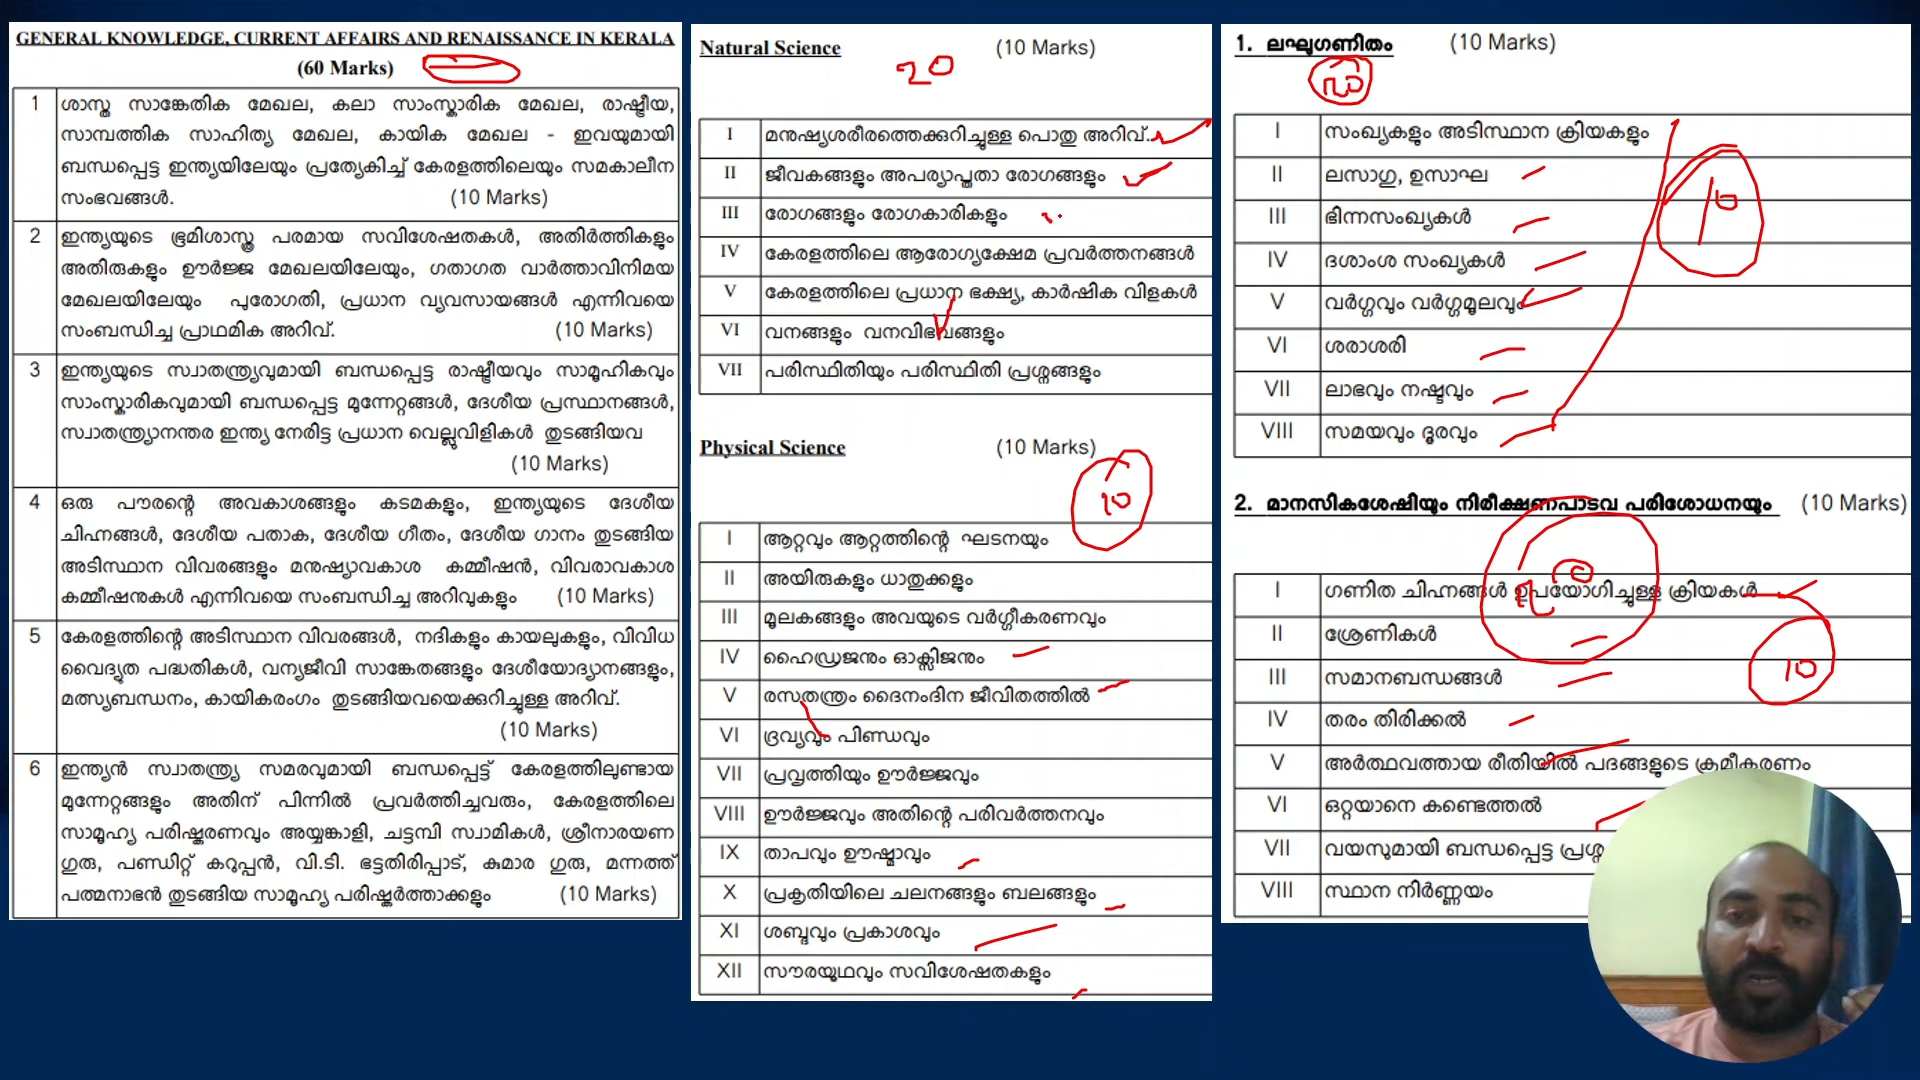 GENERAL KNOWLEDGE, CURRENT AFFAIRS AND RENAISSANCE IN KERALA
(60 Marks)
1 ശാസ്ത്ര സാങ്കേതിക മേഖല, കലാ സാംസ്കാരിക മേഖല, രാഷ്ട്രീയ,
സാമ്പത്തിക സാഹിത്യ മേഖല, കായിക മേഖല - ഇവയുമായി
ബന്ധപ്പെട്ട ഇന്ത്യയിലേയും പ്രത്യേകിച്ച് കേരളത്തിലെയും സമകാലീന
സംഭവങ്ങൾ. (10 Marks)
2 ഇന്ത്യയുടെ ഭൂമിശാസ്ത്ര പരമായ സവിശേഷതകൾ, അതിർത്തികളും
അതിരുകളും ഊർജ്ജ മേഖലയിലേയും, ഗതാഗത വാർത്താവിനിമയ
മേഖലയിലേയും പുരോഗതി, പ്രധാന വ്യവസായങ്ങൾ എന്നിവയെ
സംബന്ധിച്ച പ്രാഥമിക അറിവ്. (10 Marks)
3 ഇന്ത്യയുടെ സ്വാതന്ത്ര്യവുമായി ബന്ധപ്പെട്ട രാഷ്ട്രീയവും സാമൂഹികവും
സാംസ്കാരികവുമായി ബന്ധപ്പെട്ട മുന്നേറ്റങ്ങൾ, ദേശീയ പ്രസ്ഥാനങ്ങൾ,
സ്വാതന്ത്ര്യാനന്തര ഇന്ത്യ നേരിട്ട പ്രധാന വെല്ലുവിളികൾ തുടങ്ങിയവ
(10 Marks)
4 ഒരു പൗരന്റെ അവകാശങ്ങളും കടമകളും, ഇന്ത്യയുടെ ദേശീയ
ചിഹ്നങ്ങൾ, ദേശീയ പതാക, ദേശീയ ഗീതം, ദേശീയ ഗാനം തുടങ്ങിയ
അടിസ്ഥാന വിവരങ്ങളും മനുഷ്യാവകാശ കമ്മീഷൻ, വിവരാവകാശ
കമ്മീഷനുകൾ എന്നിവയെ സംബന്ധിച്ച അറിവുകളും (10 Marks)
5 കേരളത്തിന്റെ അടിസ്ഥാന വിവരങ്ങൾ, നദികളും കായലുകളും, വിവിധ
വൈദ്യുത പദ്ധതികൾ, വന്യജീവി സാങ്കേതങ്ങളും ദേശീയോദ്യാനങ്ങളും,
മത്സ്യബന്ധനം, കായികരംഗം തുടങ്ങിയവയെക്കുറിച്ചുള്ള അറിവ്.
(10 Marks)
6 ഇന്ത്യൻ സ്വാതന്ത്ര്യ സമരവുമായി ബന്ധപ്പെട്ട് കേരളത്തിലുണ്ടായ
മുന്നേറ്റങ്ങളും അതിന് പിന്നിൽ പ്രവർത്തിച്ചവരും, കേരളത്തിലെ
സാമൂഹ്യ പരിഷ്കരണവും അയ്യങ്കാളി, ചട്ടമ്പി സ്വാമികൾ, ശ്രീനാരായണ
ഗുരു, പണ്ഡിറ്റ് കറുപ്പൻ, വി.ടി. ഭട്ടതിരിപ്പാട്, കുമാര ഗുരു, മന്നത്ത്
പത്മനാഭൻ തുടങ്ങിയ സാമൂഹ്യ പരിഷ്കർത്താക്കളും (10 Marks)
Natural Science (10 Marks)
20
I മനുഷ്യശരീരത്തെക്കുറിച്ചുള്ള പൊതു അറിവ്.
II ജീവകങ്ങളും അപര്യാപ്തതാ രോഗങ്ങളും
III രോഗങ്ങളും രോഗകാരികളും
IV കേരളത്തിലെ ആരോഗ്യക്ഷേമ പ്രവർത്തനങ്ങൾ
V കേരളത്തിലെ പ്രധാന ഭക്ഷ്യ, കാർഷിക വിളകൾ
VI വനങ്ങളും വനവിഭവങ്ങളും
VII പരിസ്ഥിതിയും പരിസ്ഥിതി പ്രശ്നങ്ങളും
Physical Science (10 Marks)
10
I ആറ്റവും ആറ്റത്തിന്റെ ഘടനയും
II അയിരുകളും ധാതുക്കളും
III മൂലകങ്ങളും അവയുടെ വർഗ്ഗീകരണവും
IV ഹൈഡ്രജനും ഓക്സിജനും
V രസതന്ത്രം ദൈനംദിന ജീവിതത്തിൽ
VI ദ്രവ്യവും പിണ്ഡവും
VII പ്രവൃത്തിയും ഊർജ്ജവും
VIII ഊർജ്ജവും അതിന്റെ പരിവർത്തനവും
IX താപവും ഊഷ്മാവും
X പ്രകൃതിയിലെ ചലനങ്ങളും ബലങ്ങളും
XI ശബ്ദവും പ്രകാശവും
XII സൗരയൂഥവും സവിശേഷതകളും
1. ലഘുഗണിതം (10 Marks)
I സംഖ്യകളും അടിസ്ഥാന ക്രിയകളും
II ലസാഗു, ഉസാഘ
III ഭിന്നസംഖ്യകൾ
IV ദശാംശ സംഖ്യകൾ
V വർഗ്ഗവും വർഗ്ഗമൂലവും
VI ശരാശരി
VII ലാഭവും നഷ്ടവും
VIII സമയവും ദൂരവും
10
2. മാനസികശേഷിയും നിരീക്ഷണപാടവ പരിശോധനയും (10 Marks)
I ഗണിത ചിഹ്നങ്ങൾ ഉപയോഗിച്ചുള്ള ക്രിയകൾ
II ശ്രേണികൾ
III സമാനബന്ധങ്ങൾ
IV തരം തിരിക്കൽ
V അർത്ഥവത്തായ രീതിയിൽ പദങ്ങളുടെ ക്രമീകരണം
VI ഒറ്റയാനെ കണ്ടെത്തൽ
VII വയസുമായി ബന്ധപ്പെട്ട
VIII സ്ഥാന നിർണ്ണയം
10